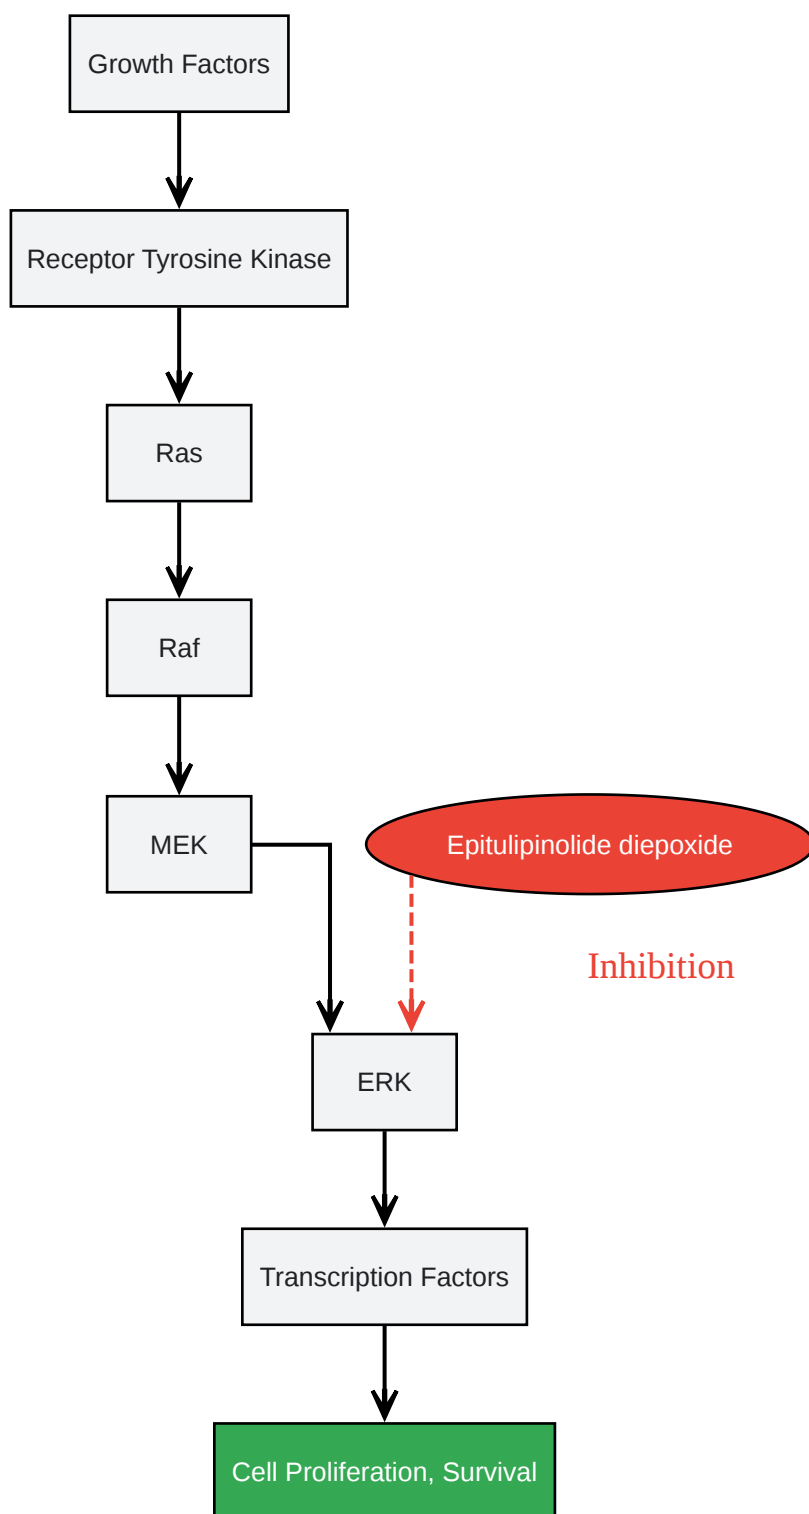 Growth Factors
Receptor Tyrosine Kinase
Ras
Raf
MEK
Epitulipinolide diepoxide
Inhibition
ERK
Transcription Factors
Cell Proliferation, Survival